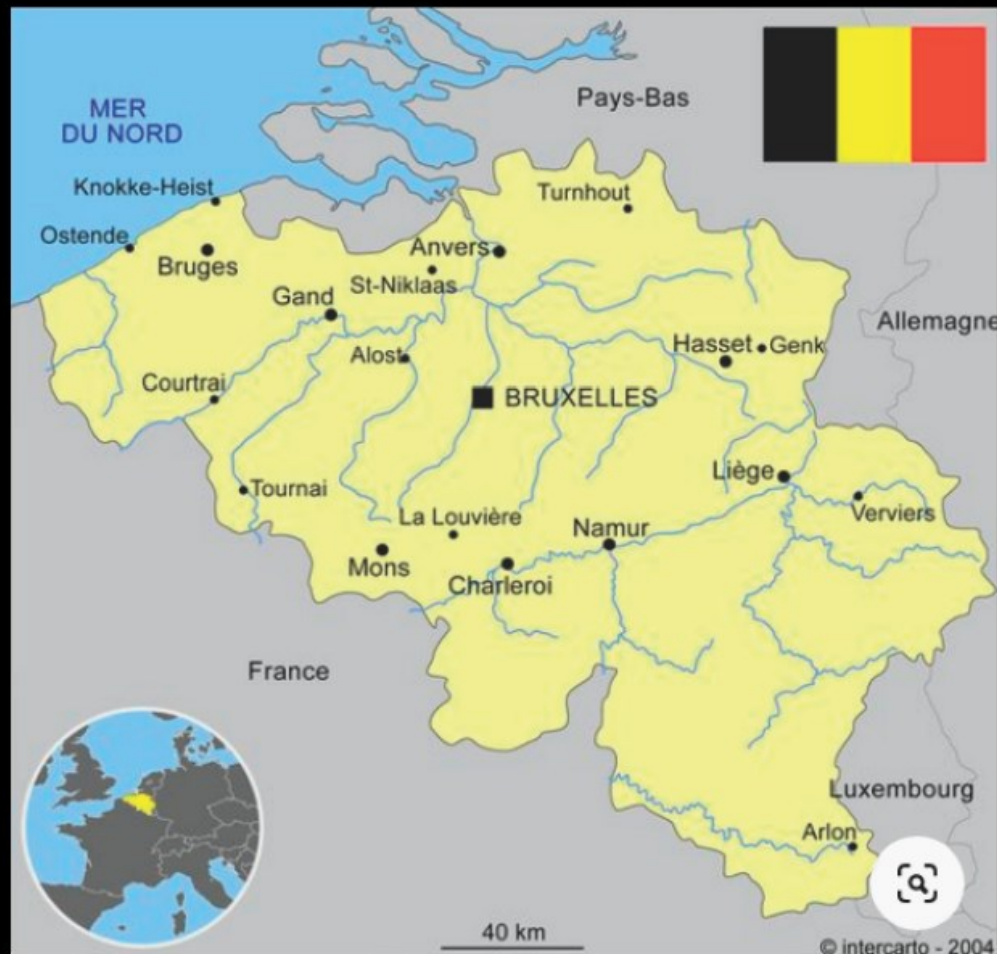 Pays-Bas
MER
DU NORD
Knokke-Heist
Turnhout
Ostende
Anvers
Bruges
St-Niklaas
Gand
Allemagne
Hasset
Genk
Alost
Courtrai
BRUXELLES
Liège
Tournai
Verviers
La Louvière
Namur
Mons
Charleroi
France
Luxembourg
Arlon
40 km
© intercarto - 2004